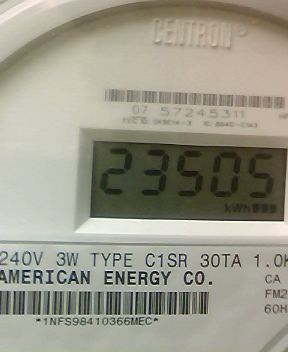 CENTRON®
07 57245311
23505
kWh
240V 3W TYPE C1SR 30TA 1.0K
AMERICAN ENERGY CO.
CA
FM2
60H
*1NFS98410366MEC*